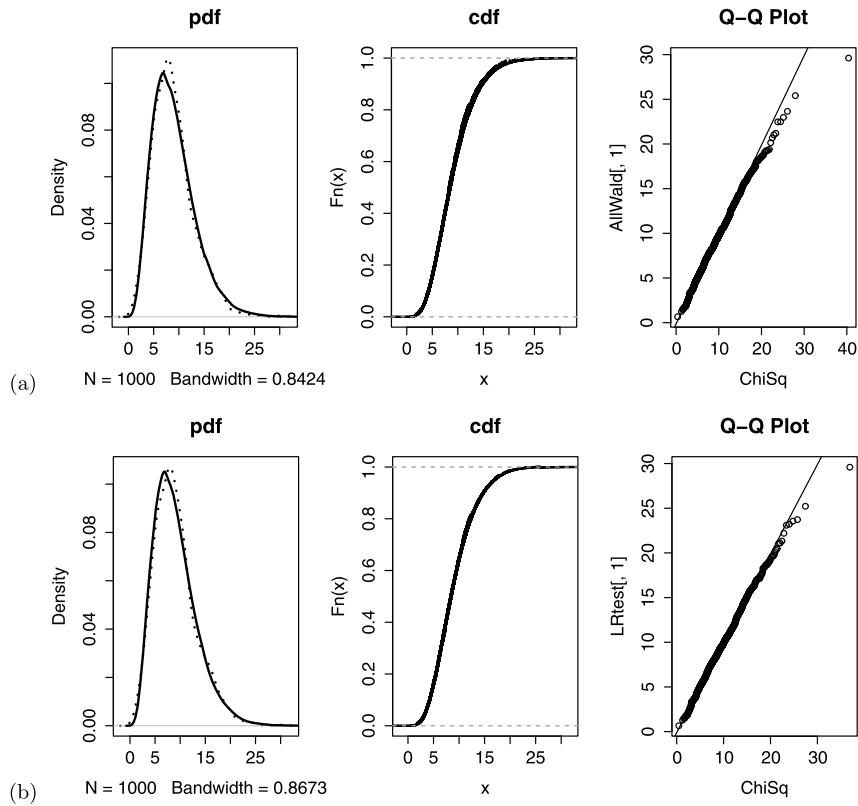 pdf
cdf
Q−Q Plot
Density
0.00
0.04
0.08
0
5
15
25
N = 1000 Bandwidth = 0.8424
Fn(x)
0.0
0.2
0.4
0.6
0.8
1.0
0
5
15
25
x
AllWald[, 1]
0
5
10
15
20
25
30
0
10
20
30
40
ChiSq
(a)
pdf
cdf
Q−Q Plot
Density
0.00
0.04
0.08
0
5
15
25
N = 1000 Bandwidth = 0.8673
Fn(x)
0.0
0.2
0.4
0.6
0.8
1.0
0
5
15
25
x
LRtest[, 1]
0
5
10
15
20
25
30
0
10
20
30
ChiSq
(b)